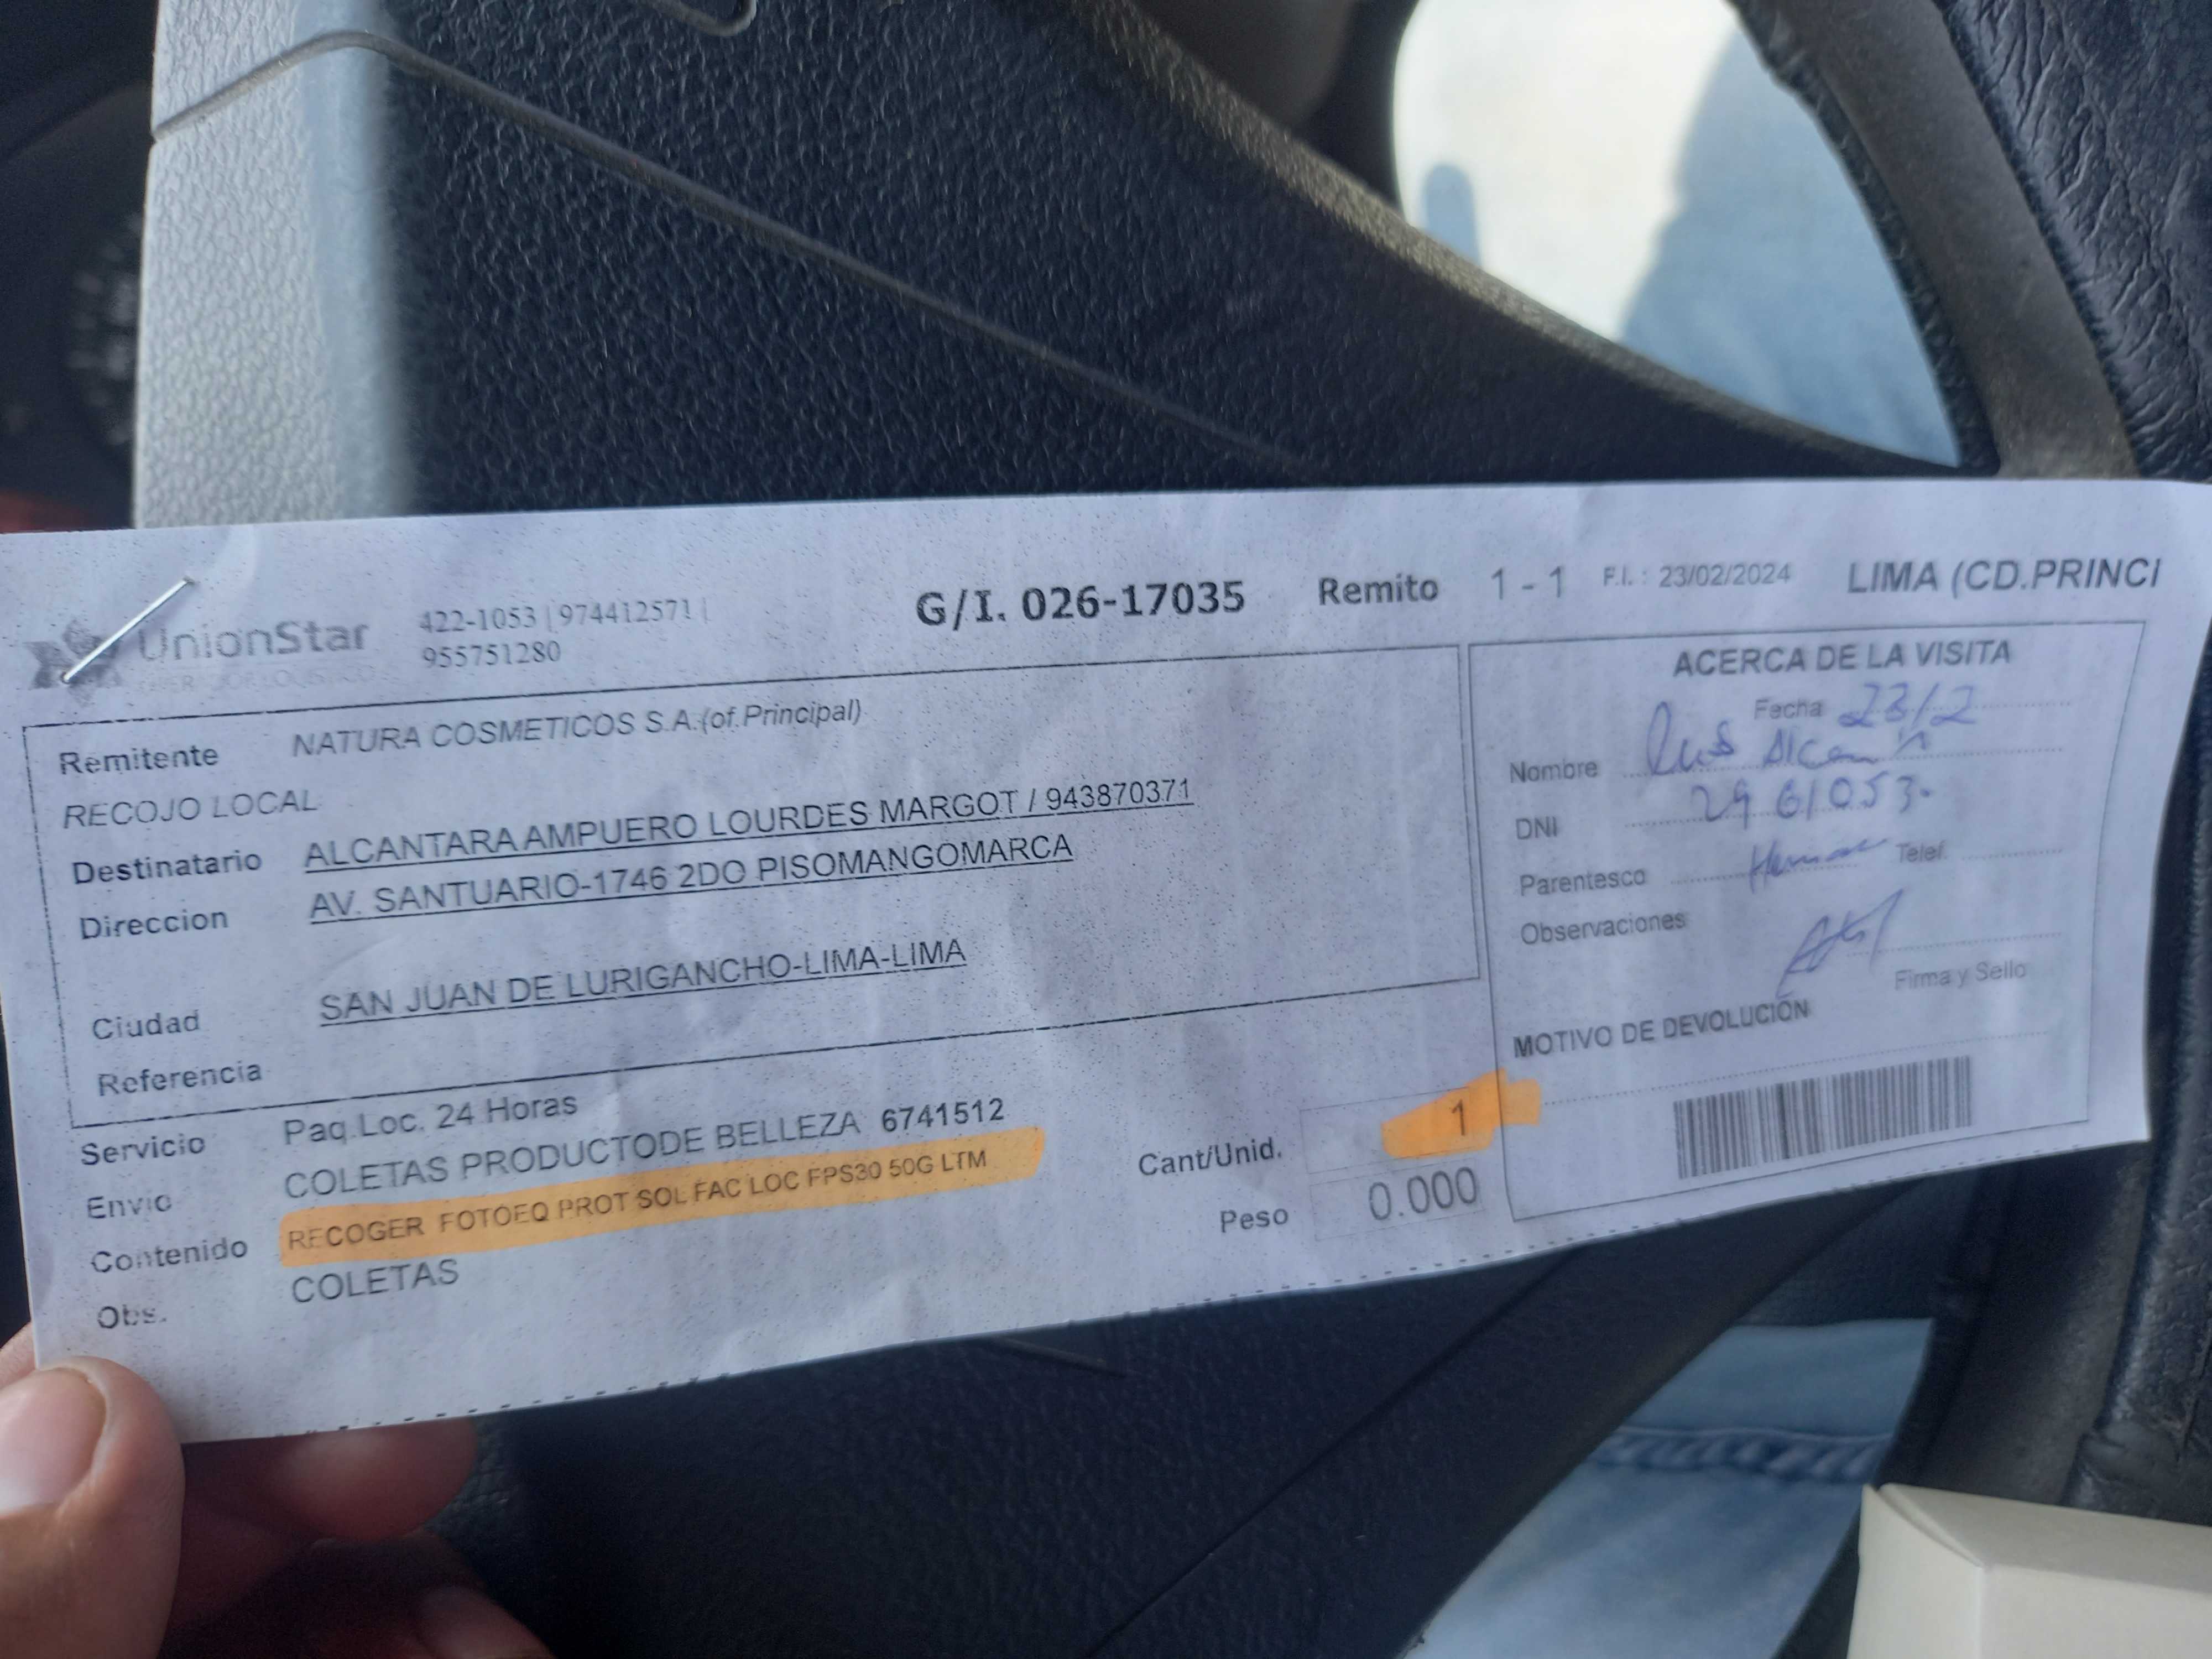 UnionStar
OPERADOR LOGISTICO
422-1053 | 974412571 |
955751280
G/I. 026-17035 Remito 1 - 1 F.I. : 23/02/2024 LIMA (CD.PRINCI
Remitente NATURA COSMETICOS S.A.(of.Principal)
RECOJO LOCAL
Destinatario ALCANTARA AMPUERO LOURDES MARGOT / 943870371
Direccion AV. SANTUARIO-1746 2DO PISOMANGOMARCA
Ciudad SAN JUAN DE LURIGANCHO-LIMA-LIMA
Referencia
Servicio Paq.Loc. 24 Horas
Envio COLETAS PRODUCTODE BELLEZA 6741512
Contenido RECOGER FOTOEQ PROT SOL FAC LOC FPS30 50G LTM
Obs. COLETAS
Cant/Unid. 1
Peso 0.000
ACERCA DE LA VISITA
Fecha 23/2
Nombre
DNI 2961053
Parentesco Telef.
Observaciones
Firma y Sello
MOTIVO DE DEVOLUCIÓN